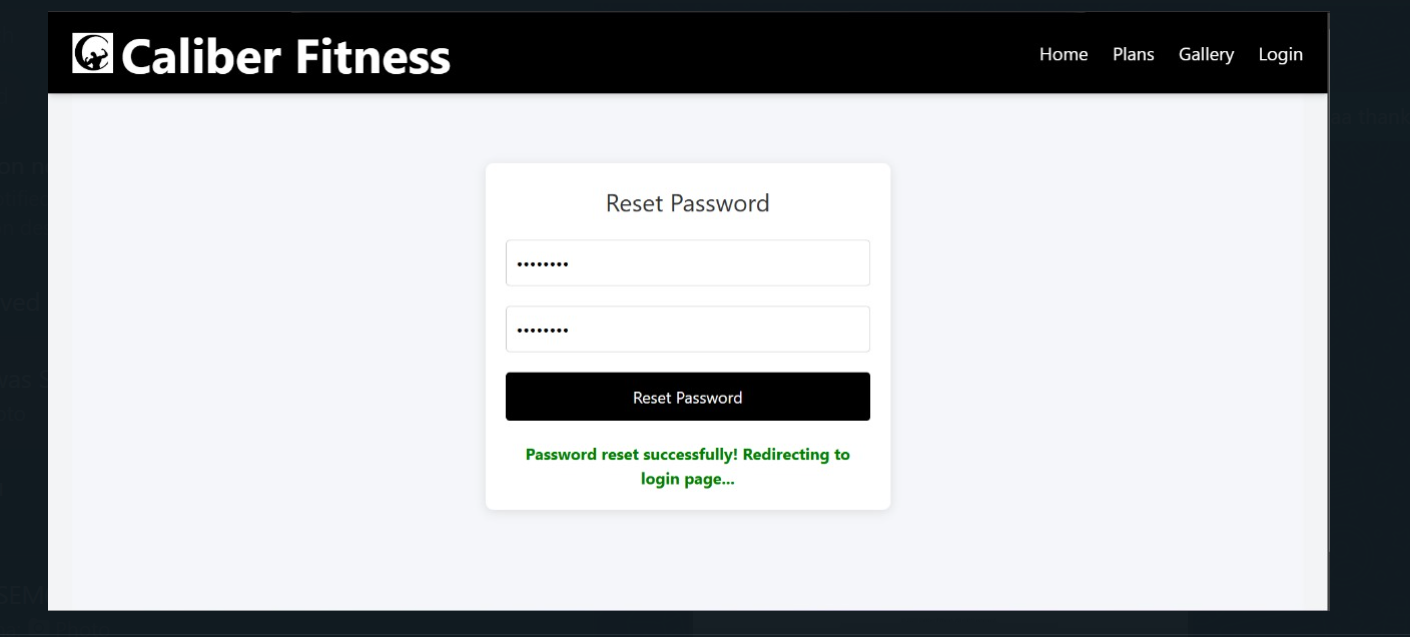 Caliber Fitness
Home Plans Gallery Login
Reset Password
••••••••
••••••••
Reset Password
Password reset successfully! Redirecting to
login page...